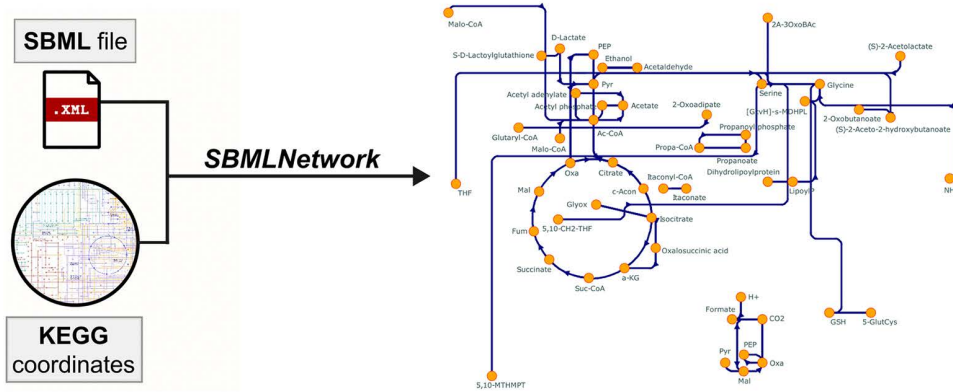 SBML file
.XML
SBMLNetwork
KEGG
coordinates
Malo-CoA
2A-3OxoBAc
D-Lactate
PEP
S-D-Lactoylglutathione
Ethanol
Acetaldehyde
(S)-2-Acetolactate
Pyr
Serine
Glycine
Acetyl adenylate
Acetyl phosphate
Acetate
2-Oxoadipate
[GcvH]-s-MDHPL
2-Oxobutanoate
(S)-2-Aceto-2-hydroxybutanoate
Glutaryl-CoA
Ac-CoA
Propanoylphosphate
Malo-CoA
Propa-CoA
Propanoate
Oxa
Citrate
Dihydrolipoylprotein
THF
Mal
c-Acon
Itaconyl-CoA
Itaconate
LipoylP
NH
Glyox
Isocitrate
5,10-CH2-THF
Fum
Oxalosuccinic acid
Succinate
a-KG
Suc-CoA
H+
Formate
CO2
GSH
5-GlutCys
Pyr
PEP
Oxa
Mal
5,10-MTHMPT